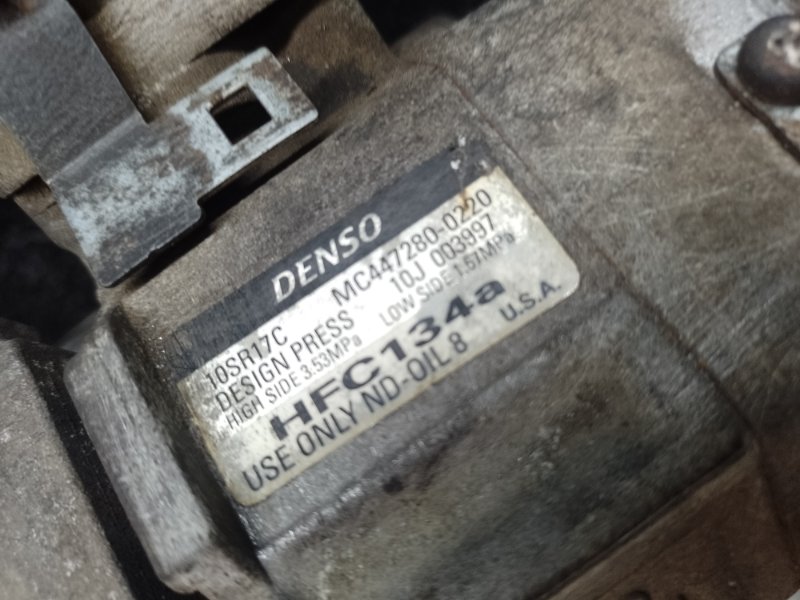 DENSO
10SR17C MC447280-0220
DESIGN PRESS 10J 003997
HIGH SIDE 3.53MPa LOW SIDE 1.67MPa
HFC134a
USE ONLY ND-OIL 8 U.S.A.